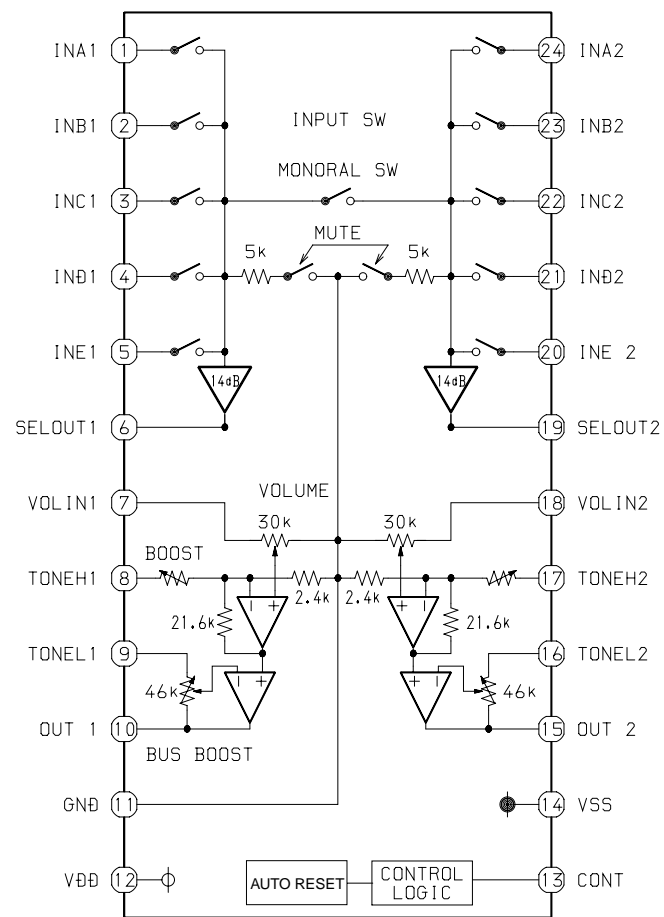 INA1 1 24 INA2
INB1 2 INPUT SW 23 INB2
MONORAL SW
INC1 3 22 INC2
MUTE
5k 5k
IND1 4 21 IND2
INE1 5 20 INE 2
14dB 14dB
SELOUT1 6 19 SELOUT2
VOLIN1 7 VOLUME 18 VOLIN2
30k 30k
BOOST
TONEH1 8 17 TONEH2
2.4k 2.4k
I + + I
21.6k 21.6k
TONEL1 9 16 TONEL2
I + + I
46k 46k
OUT 1 10 15 OUT 2
BUS BOOST
GND 11 14 VSS
VDD 12 AUTO RESET CONTROL 13 CONT
LOGIC